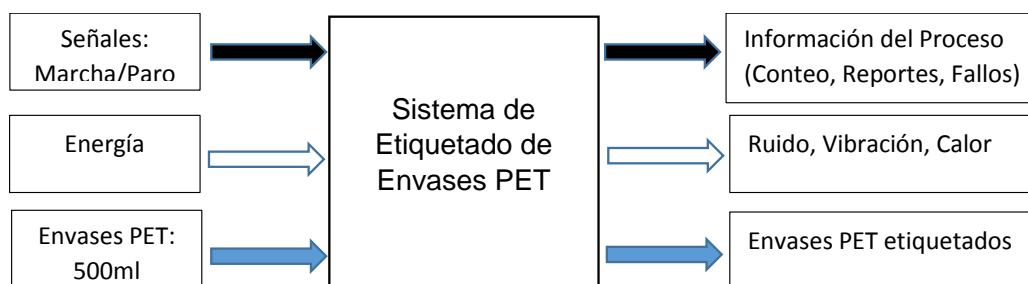 Señales:
Marcha/Paro
Información del Proceso
(Conteo, Reportes, Fallos)
Sistema de
Etiquetado de
Envases PET
Energía
Ruido, Vibración, Calor
Envases PET:
500ml
Envases PET etiquetados